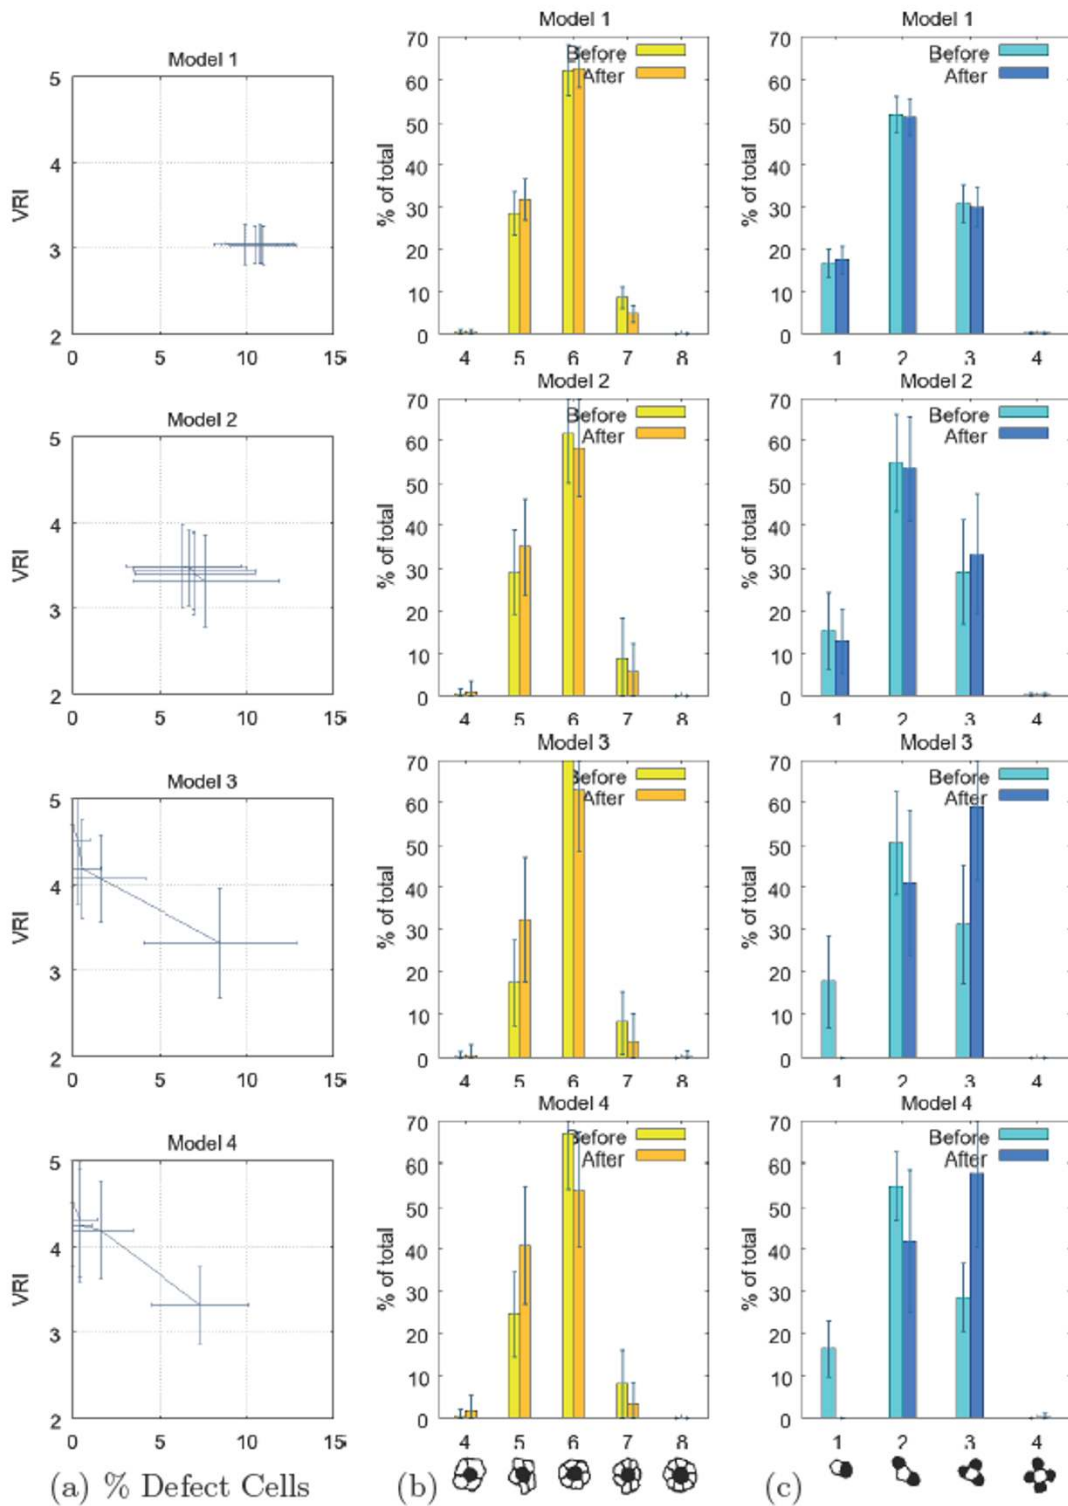 Model 1
5
4
3
2
VRI
0 5 10 15
Model 1
70
60
50
40
30
20
10
0
% of total
Before
After
4 5 6 7 8
Model 1
70
60
50
40
30
20
10
0
% of total
Before
After
1 2 3 4
Model 2
5
4
3
2
VRI
0 5 10 15
Model 2
70
60
50
40
30
20
10
0
% of total
Before
After
4 5 6 7 8
Model 2
70
60
50
40
30
20
10
0
% of total
Before
After
1 2 3 4
Model 3
5
4
3
2
VRI
0 5 10 15
Model 3
70
60
50
40
30
20
10
0
% of total
Before
After
4 5 6 7 8
Model 3
70
60
50
40
30
20
10
0
% of total
Before
After
1 2 3 4
Model 4
5
4
3
2
VRI
0 5 10 15
Model 4
70
60
50
40
30
20
10
0
% of total
Before
After
4 5 6 7 8
Model 4
70
60
50
40
30
20
10
0
% of total
Before
After
1 2 3 4
(a) % Defect Cells
(b)
(c)